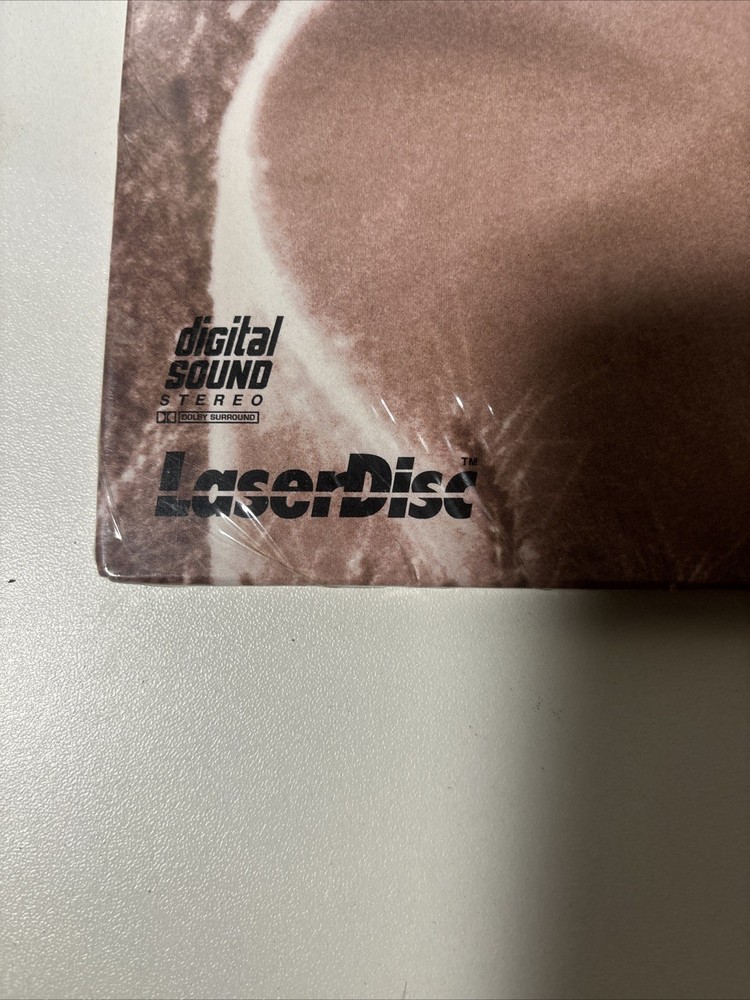 digital
SOUND
STEREO
DOLBY SURROUND
LaserDisc™